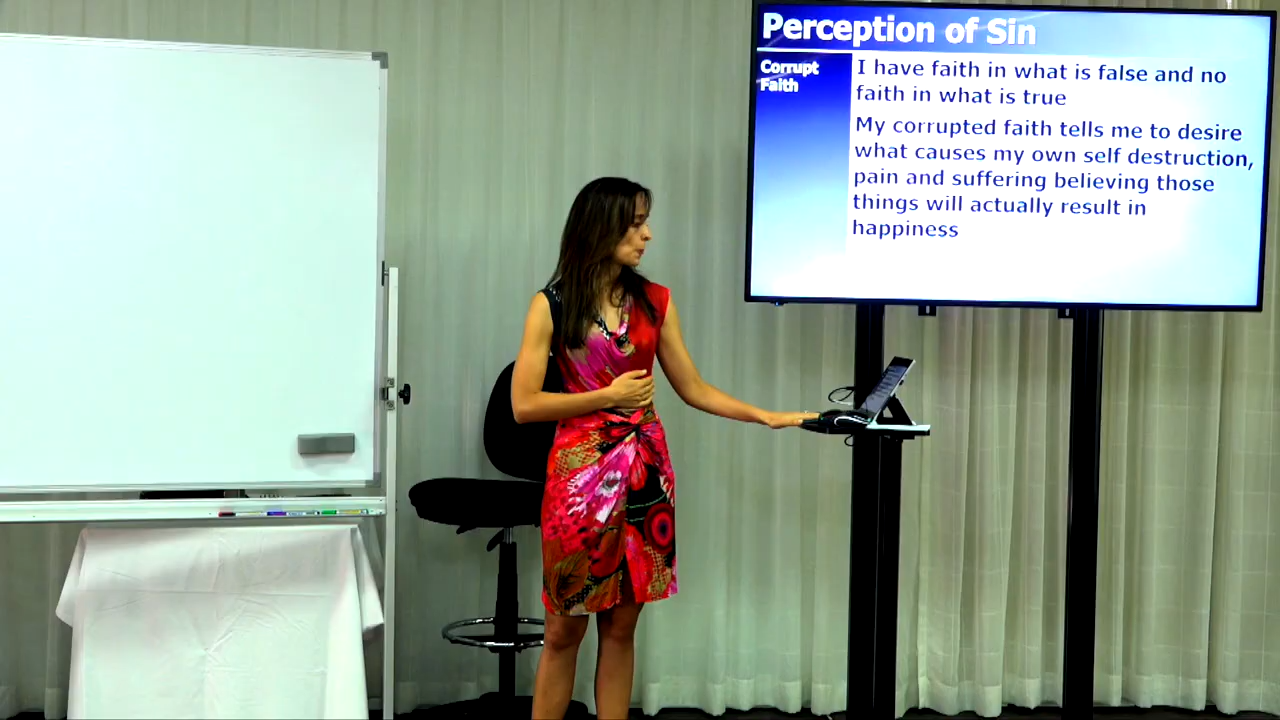 Perception of Sin
Corrupt
Faith
I have faith in what is false and no
faith in what is true
My corrupted faith tells me to desire
what causes my own self destruction,
pain and suffering believing those
things will actually result in
happiness